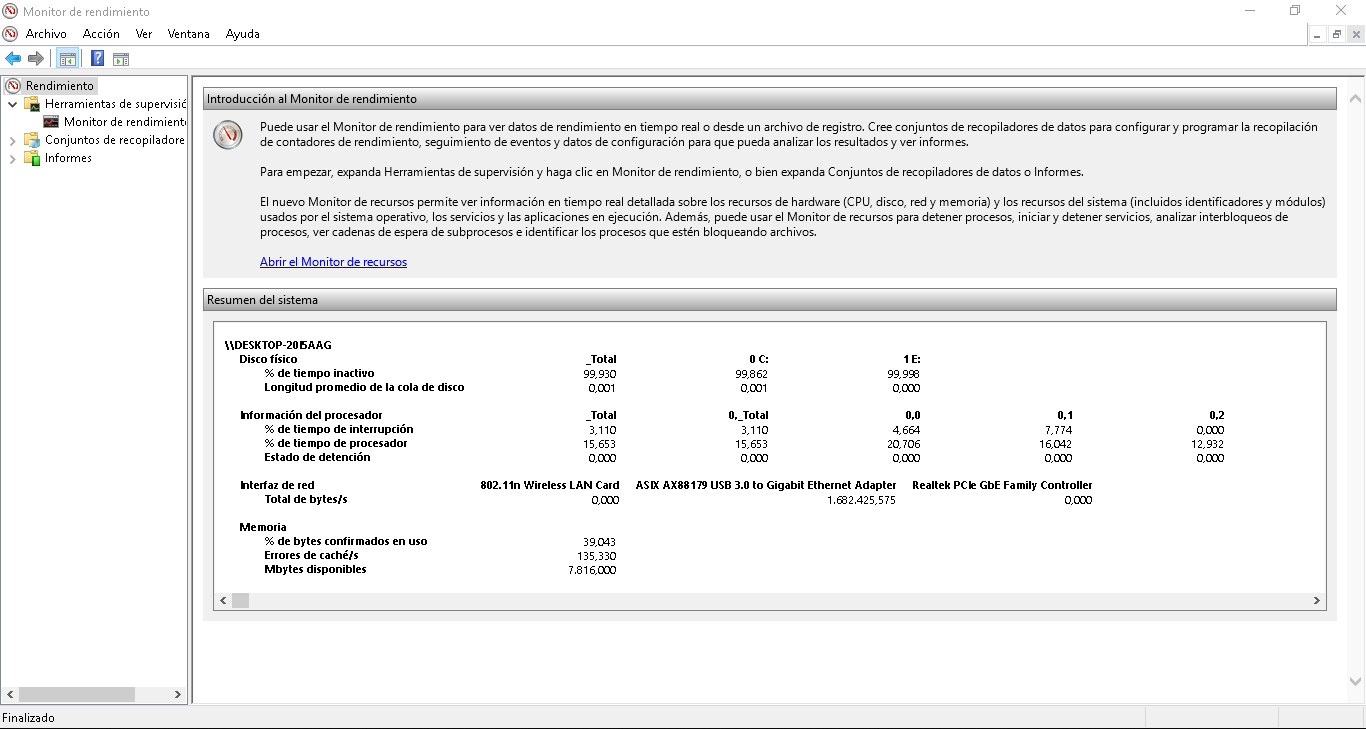 Monitor de rendimiento
Archivo Acción Ver Ventana Ayuda
Rendimiento
Herramientas de supervisió
Monitor de rendimiento
Conjuntos de recopiladore
Informes
Introducción al Monitor de rendimiento
Puede usar el Monitor de rendimiento para ver datos de rendimiento en tiempo real o desde un archivo de registro. Cree conjuntos de recopiladores de datos para configurar y programar la recopilación
de contadores de rendimiento, seguimiento de eventos y datos de configuración para que pueda analizar los resultados y ver informes.
Para empezar, expanda Herramientas de supervisión y haga clic en Monitor de rendimiento, o bien expanda Conjuntos de recopiladores de datos o Informes.
El nuevo Monitor de recursos permite ver información en tiempo real detallada sobre los recursos de hardware (CPU, disco, red y memoria) y los recursos del sistema (incluidos identificadores y módulos)
usados por el sistema operativo, los servicios y las aplicaciones en ejecución. Además, puede usar el Monitor de recursos para detener procesos, iniciar y detener servicios, analizar interbloqueos de
procesos, ver cadenas de espera de subprocesos e identificar los procesos que estén bloqueando archivos.
Abrir el Monitor de recursos
Resumen del sistema
\\DESKTOP-20I5AAG
Disco físico _Total 0 C: 1 E:
% de tiempo inactivo 99,930 99,862 99,998
Longitud promedio de la cola de disco 0,001 0,001 0,000
Información del procesador _Total 0,_Total 0,0 0,1 0,2
% de tiempo de interrupción 3,110 3,110 4,664 7,774 0,000
% de tiempo de procesador 15,653 15,653 20,706 16,042 12,932
Estado de detención 0,000 0,000 0,000 0,000 0,000
Interfaz de red 802.11n Wireless LAN Card ASIX AX88179 USB 3.0 to Gigabit Ethernet Adapter Realtek PCIe GbE Family Controller
Total de bytes/s 0,000 1.682.425,575 0,000
Memoria
% de bytes confirmados en uso 39,043
Errores de caché/s 135,330
Mbytes disponibles 7.816,000
Finalizado